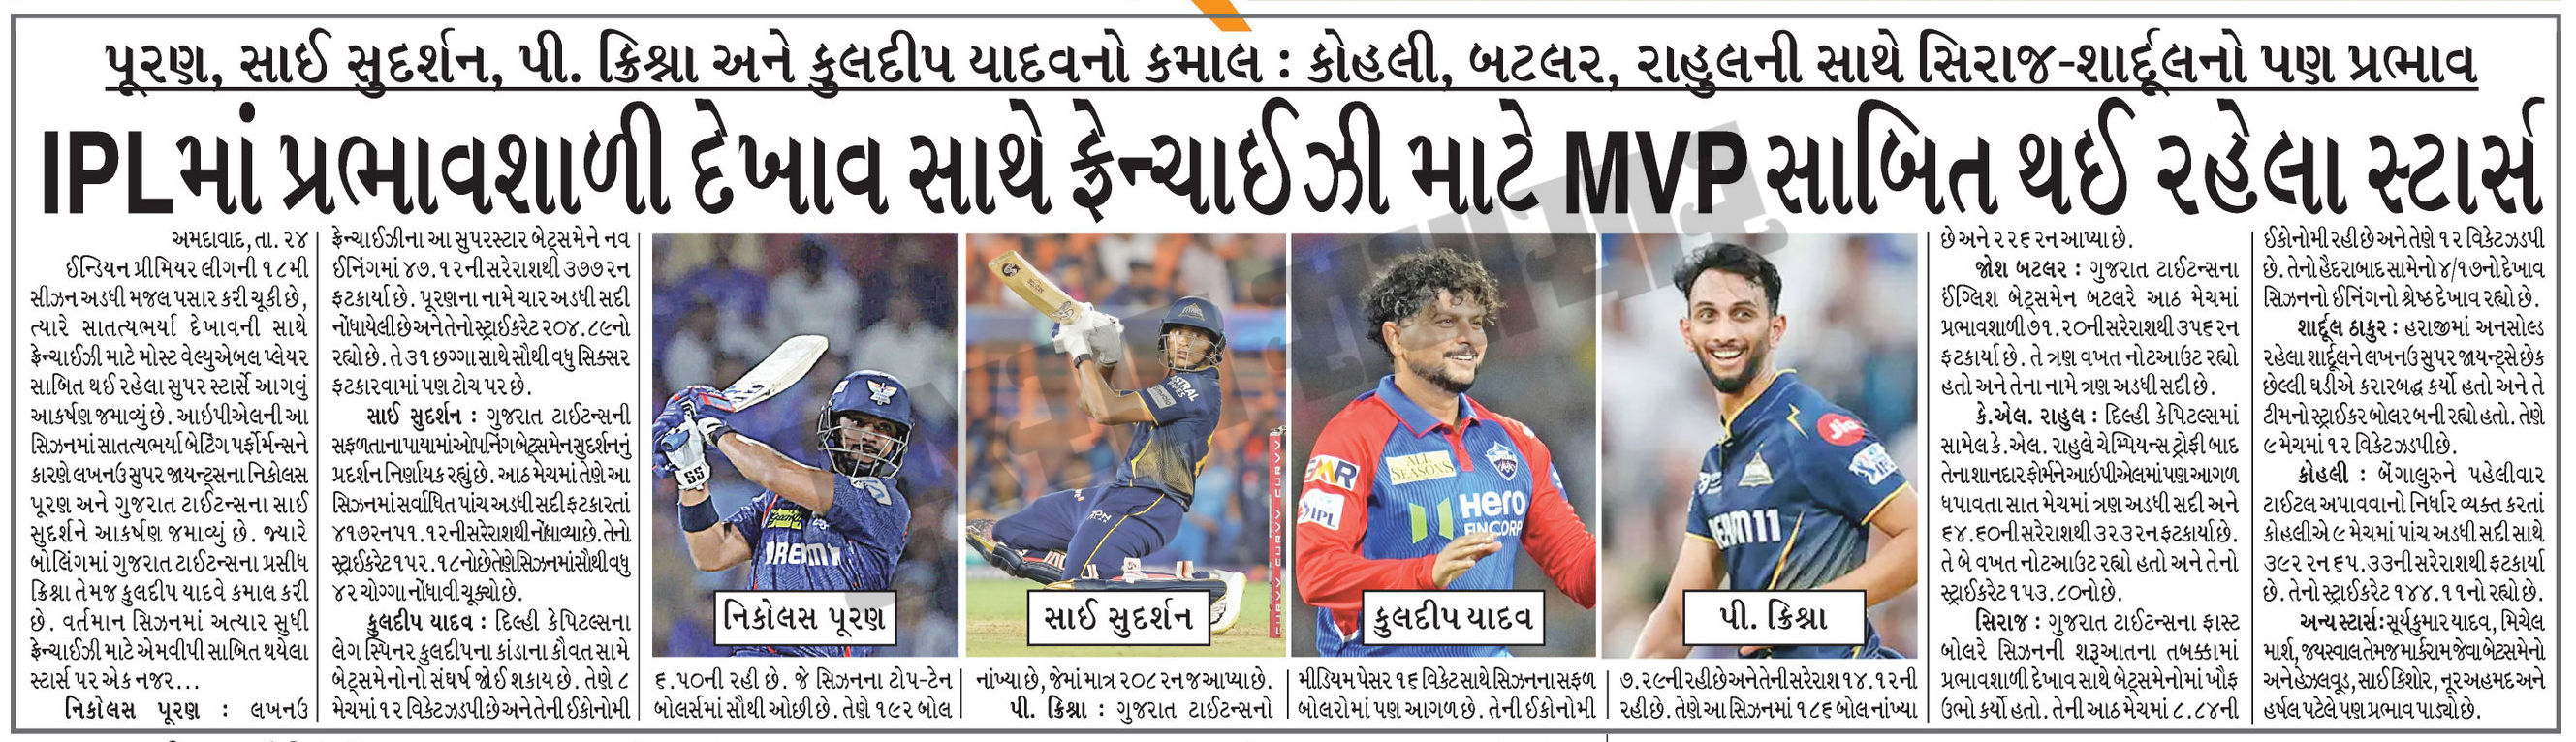 પૂરણ, સાઈ સુદર્શન, પી. ક્રિશ્ના અને કુલદીપ યાદવનો કમાલ : કોહલી, બટલર, રાહુલની સાથે સિરાજ-શાર્દૂલનો પણ પ્રભાવ
IPLમાં પ્રભાવશાળી દેખાવ સાથે ફ્રેન્ચાઈઝી માટે MVP સાબિત થઈ રહેલા સ્ટાર્સ
અમદાવાદ,તા. ૨૪
ઈન્ડિયન પ્રીમિયર લીગની ૧૮મી
સીઝન અડધી મજલ પસાર કરી ચૂકી છે,
ત્યારે સાતત્યભર્યા દેખાવની સાથે
ફ્રેન્ચાઈઝી માટે મોસ્ટ વેલ્યુએબલ પ્લેયર
સાબિત થઈ રહેલા સુપર સ્ટાર્સે આગવું
આકર્ષણ જમાવ્યું છે. આઇપીએલની આ
સિઝનમાં સાતત્યભર્યા બેટિંગ પર્ફોર્મન્સને
કારણે લખનઉ સુપર જાયન્ટ્સના નિકોલસ
પૂરણ અને ગુજરાત ટાઈટન્સના સાઈ
સુદર્શને આકર્ષણ જમાવ્યું છે. જ્યારે
બોલિંગમાં ગુજરાત ટાઈટન્સના પ્રસીધ
ક્રિશ્ના તેમજ કુલદીપ યાદવે કમાલ કરી
છે. વર્તમાન સિઝનમાં અત્યાર સુધી
ફ્રેન્ચાઈઝી માટે એમવીપી સાબિત થયેલા
સ્ટાર્સ પર એક નજર...
નિકોલસ પૂરણ : લખનઉ
ફ્રેન્ચાઈઝીના આ સુપરસ્ટાર બેટ્સમેને નવ
ઈનિંગમાં ૪૭.૧૨ની સરેરાશથી ૩૭૭ રન
ફટકાર્યા છે. પૂરણના નામે ચાર અડધી સદી
નોંધાયેલી છે અને તેનો સ્ટ્રાઈકરેટ ૨૦૪.૮૯નો
રહ્યો છે. તે ૩૧ છગ્ગા સાથે સૌથી વધુ સિક્સર
ફટકારવામાં પણ ટોચ પર છે.
સાઈ સુદર્શન : ગુજરાત ટાઈટન્સની
સફળતાના પાયામાં ઓપનિંગ બેટ્સમેન સુદર્શનનું
પ્રદર્શન નિર્ણાયક રહ્યું છે. આઠ મેચમાં તેણે આ
સિઝનમાં સર્વાધિત પાંચ અડધી સદી ફટકારતાં
૪૧૭ રન ૫૧.૧૨ની સરેરાશથી નોંધાવ્યા છે. તેનો
સ્ટ્રાઈકરેટ ૧૫૨.૧૮નો છે તેણે સિઝનમાં સૌથી વધુ
૪૨ ચોગ્ગા નોંધાવી ચૂક્યો છે.
કુલદીપ યાદવ : દિલ્હી કેપિટલ્સના
લેગ સ્પિનર કુલદીપના કાંડાના કૌવત સામે
બેટ્સમેનોનો સંઘર્ષ જોઈ શકાય છે. તેણે ૮
મેચમાં ૧૨ વિકેટ ઝડપી છે અને તેની ઈકોનોમી
નિકોલસ પૂરણ
સાઈ સુદર્શન
કુલદીપ યાદવ
પી. ક્રિશ્ના
૬.૫૦ની રહી છે. જે સિઝનના ટોપ-ટેન
બોલર્સમાં સૌથી ઓછી છે. તેણે ૧૯૨ બોલ
નાંખ્યા છે, જેમાં માત્ર ૨૦૮ રન જ આપ્યા છે.
પી. ક્રિશ્ના : ગુજરાત ટાઈટન્સનો
મીડિયમ પેસર ૧૬ વિકેટ સાથે સિઝનના સફળ
બોલરોમાં પણ આગળ છે. તેની ઈકોનોમી
૭.૨૯ની રહી છે અને તેની સરેરાશ ૧૪.૧૨ની
રહી છે. તેણે આ સિઝનમાં ૧૮૬ બોલ નાંખ્યા
છે અને ૨૨૬ રન આપ્યા છે.
જોશ બટલર : ગુજરાત ટાઈટન્સના
ઈંગ્લિશ બેટ્સમેન બટલરે આઠ મેચમાં
પ્રભાવશાળી ૭૧.૨૦ની સરેરાશથી ૩૫૬ રન
ફટકાર્યા છે. તે ત્રણ વખત નોટઆઉટ રહ્યો
હતો અને તેના નામે ત્રણ અડધી સદી છે.
કે.એલ. રાહુલ : દિલ્હી કેપિટલ્સમાં
સામેલ કે. એલ. રાહુલે ચેમ્પિયન્સ ટ્રોફી બાદ
તેના શાનદાર ફોર્મને આઇપીએલમાં પણ આગળ
ધપાવતા સાત મેચમાં ત્રણ અડધી સદી અને
૬૪.૬૦ની સરેરાશથી ૩૨૩ રન ફટકાર્યા છે.
તે બે વખત નોટઆઉટ રહ્યો હતો અને તેનો
સ્ટ્રાઈકરેટ ૧૫૩.૮૦નો છે.
સિરાજ : ગુજરાત ટાઈટન્સના ફાસ્ટ
બોલરે સિઝનની શરૂઆતના તબક્કામાં
પ્રભાવશાળી દેખાવ સાથે બેટ્સમેનોમાં ખૌફ
ઉભો કર્યો હતો. તેની આઠ મેચમાં ૮.૮૪ની
ઈકોનોમી રહી છે અને તેણે ૧૨ વિકેટ ઝડપી
છે. તેનો હૈદરાબાદ સામેનો ૪/૧૭નો દેખાવ
સિઝનનો ઈનિંગનો શ્રેષ્ઠ દેખાવ રહ્યો છે.
શાર્દૂલ ઠાકુર : હરાજીમાં અનસોલ્ડ
રહેલા શાર્દૂલને લખનઉ સુપર જાયન્ટ્સે છેક
છેલ્લી ઘડીએ કરારબદ્ધ કર્યો હતો અને તે
ટીમનો સ્ટ્રાઈકર બોલર બની રહ્યો હતો. તેણે
૯ મેચમાં ૧૨ વિકેટ ઝડપી છે.
કોહલી : બેંગાલુરુને પહેલીવાર
ટાઈટલ અપાવવાનો નિર્ધાર વ્યક્ત કરતાં
કોહલીએ ૯ મેચમાં પાંચ અડધી સદી સાથે
૩૯૨ રન ૬૫.૩૩ની સરેરાશથી ફટકાર્યા
છે. તેનો સ્ટ્રાઈકરેટ ૧૪૪.૧૧નો રહ્યો છે.
અન્ય સ્ટાર્સ : સૂર્યકુમાર યાદવ, મિચેલ
માર્શ, જયસ્વાલ તેમજ માર્કરામ જેવા બેટસમેનો
અને હેઝલવૂડ, સાઈ કિશોર, નૂર અહમદ અને
હર્ષલ પટેલે પણ પ્રભાવ પાડ્યો છે.